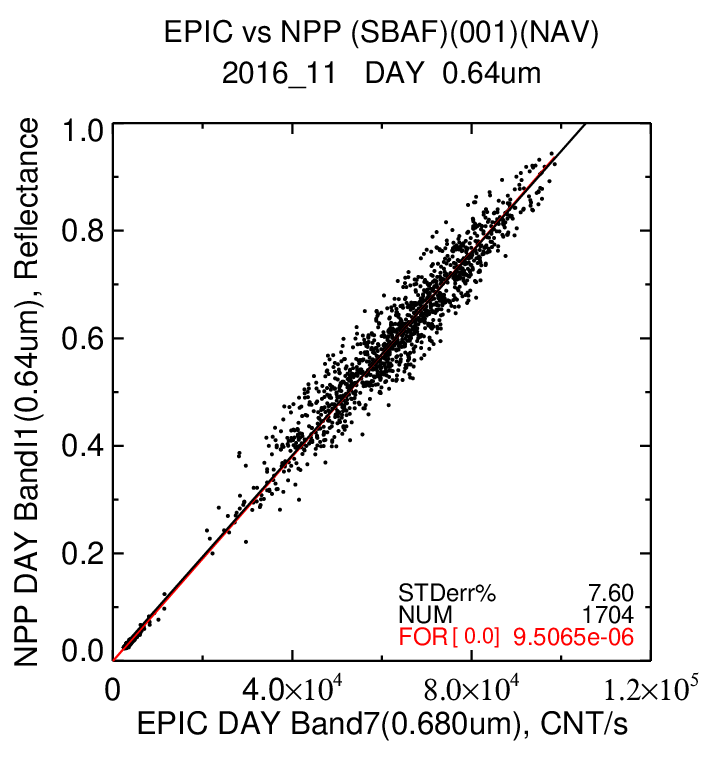 EPIC vs NPP (SBAF)(001)(NAV)
2016_11 DAY 0.64um
NPP DAY BandI1(0.64um), Reflectance
1.0
0.8
0.6
0.4
0.2
0.0
STDerr% 7.60
NUM 1704
FOR[ 0.0] 9.5065e-06
0 4.0×10⁴ 8.0×10⁴ 1.2×10⁵
EPIC DAY Band7(0.680um), CNT/s